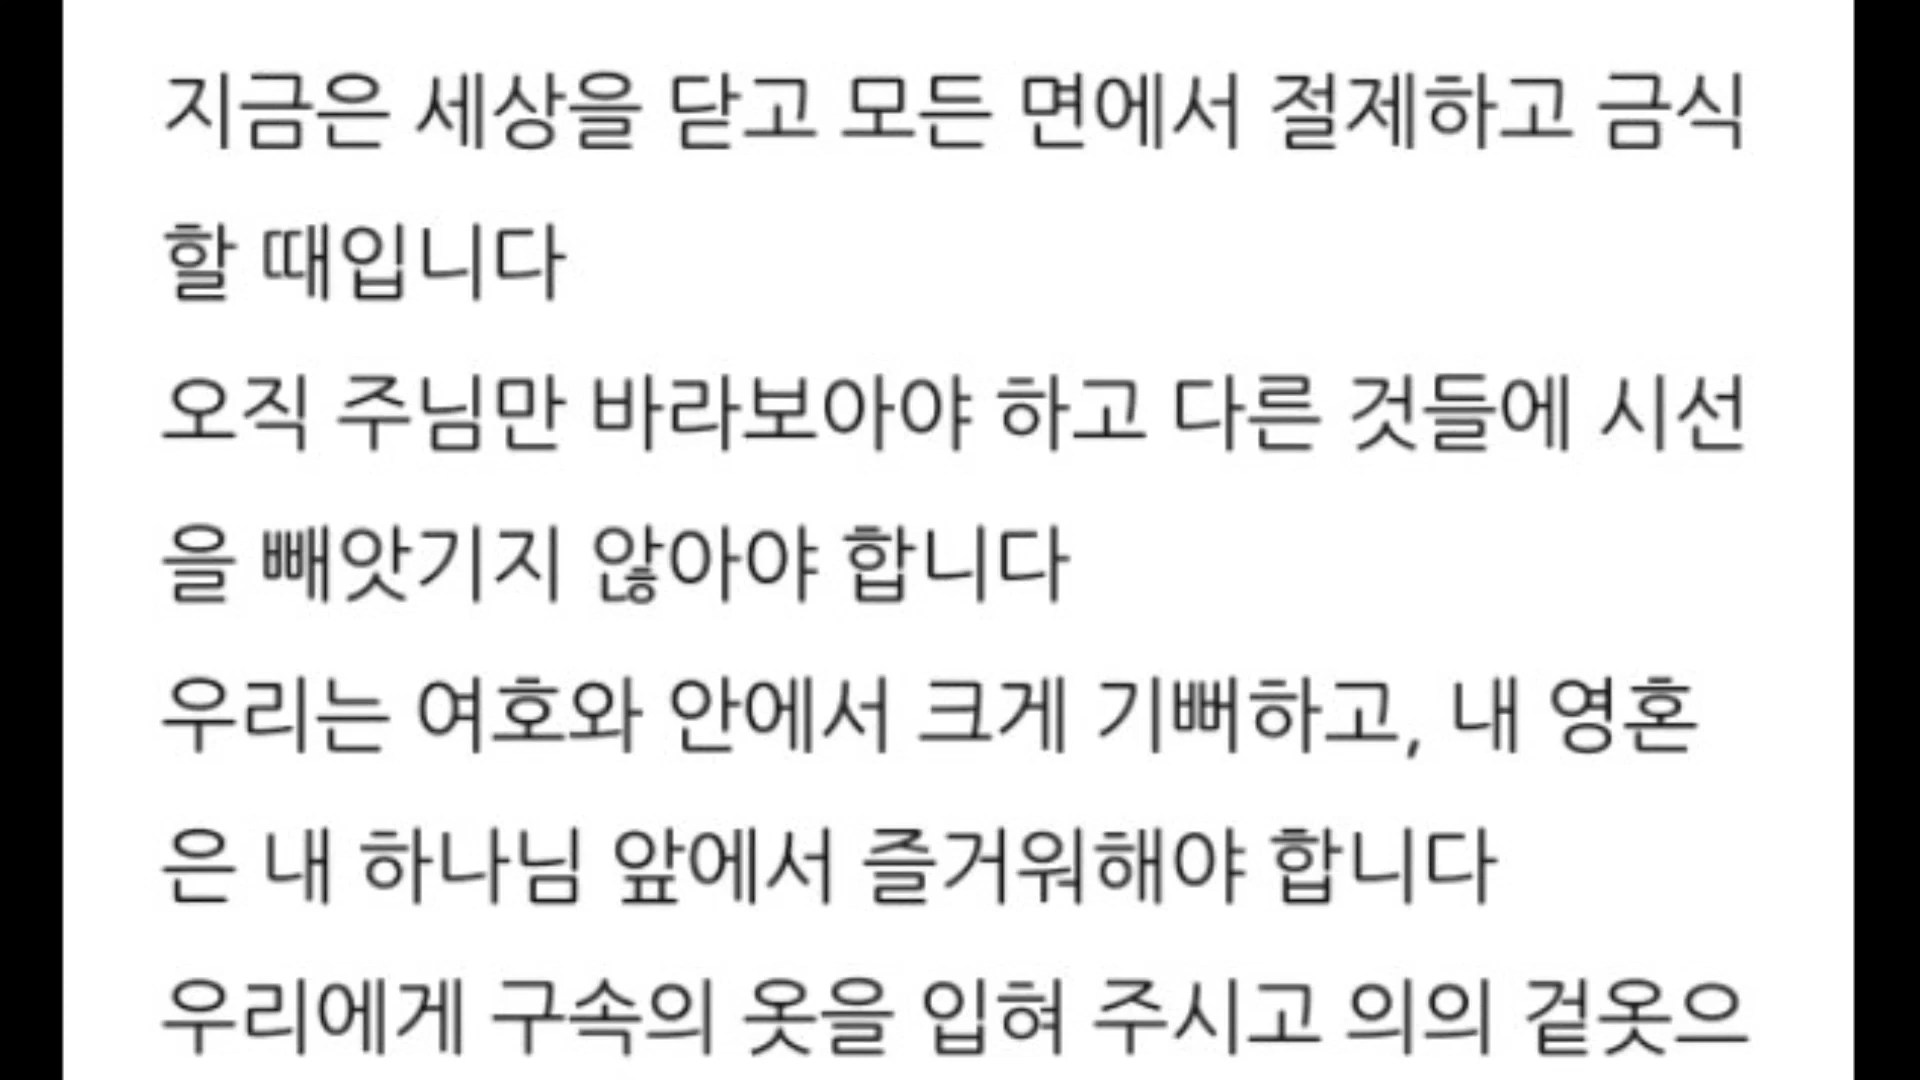 지금은 세상을 닫고 모든 면에서 절제하고 금식
할 때입니다
오직 주님만 바라보아야 하고 다른 것들에 시선
을 빼앗기지 않아야 합니다
우리는 여호와 안에서 크게 기뻐하고, 내 영혼
은 내 하나님 앞에서 즐거워해야 합니다
우리에게 구속의 옷을 입혀 주시고 의의 겉옷으